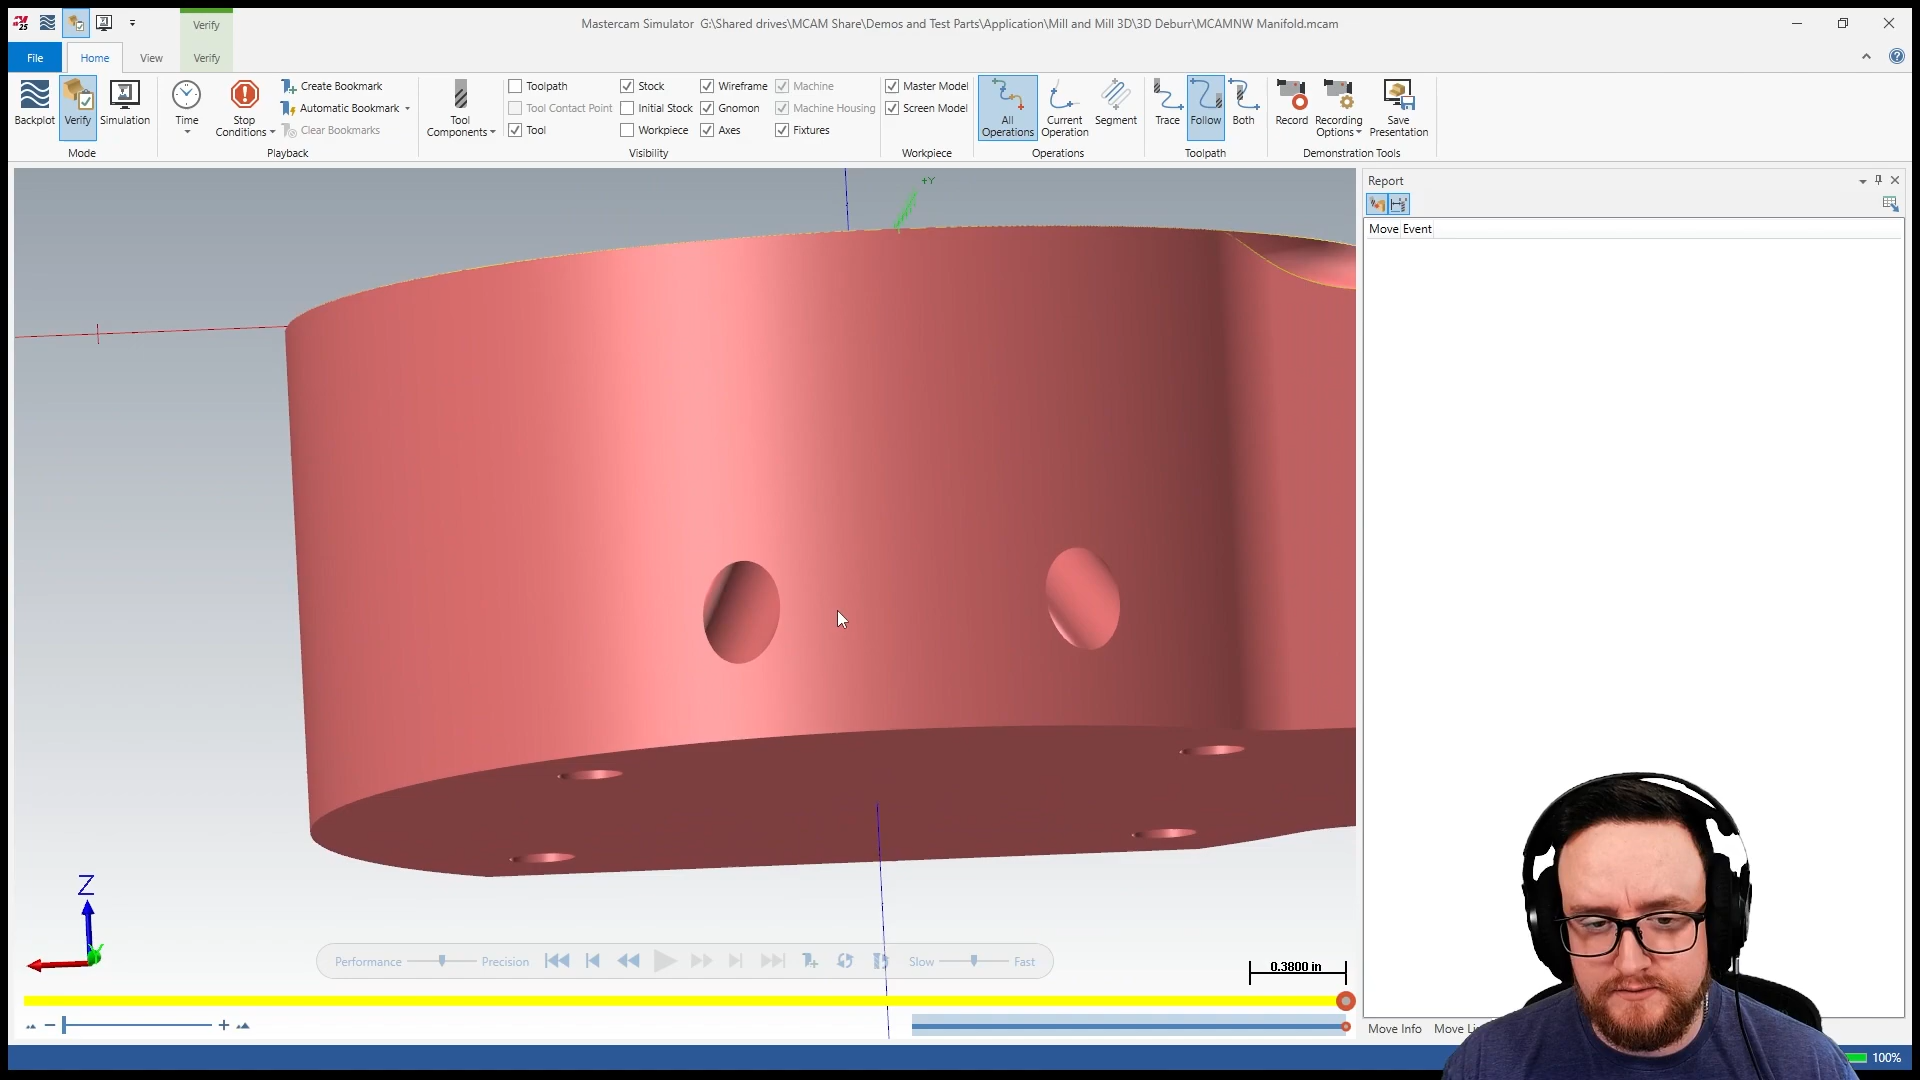 Verify
Mastercam Simulator G:\Shared drives\MCAM Share\Demos and Test Parts\Application\Mill and Mill 3D\3D Deburr\MCAMNW Manifold.mcam
File
Home
View
Verify
Backplot
Verify
Simulation
Mode
Time
Stop
Conditions
Create Bookmark
Automatic Bookmark
Clear Bookmarks
Playback
Tool
Components
Toolpath
Tool Contact Point
Tool
Stock
Initial Stock
Workpiece
Wireframe
Gnomon
Axes
Machine
Machine Housing
Fixtures
Visibility
Master Model
Screen Model
Workpiece
All
Operations
Current
Operation
Segment
Operations
Trace
Follow
Both
Toolpath
Record
Recording
Options
Save
Presentation
Demonstration Tools
Report
Move Event
+Y
Z
Y
Performance
Precision
Slow
Fast
0.3800 in
Move Info
100%